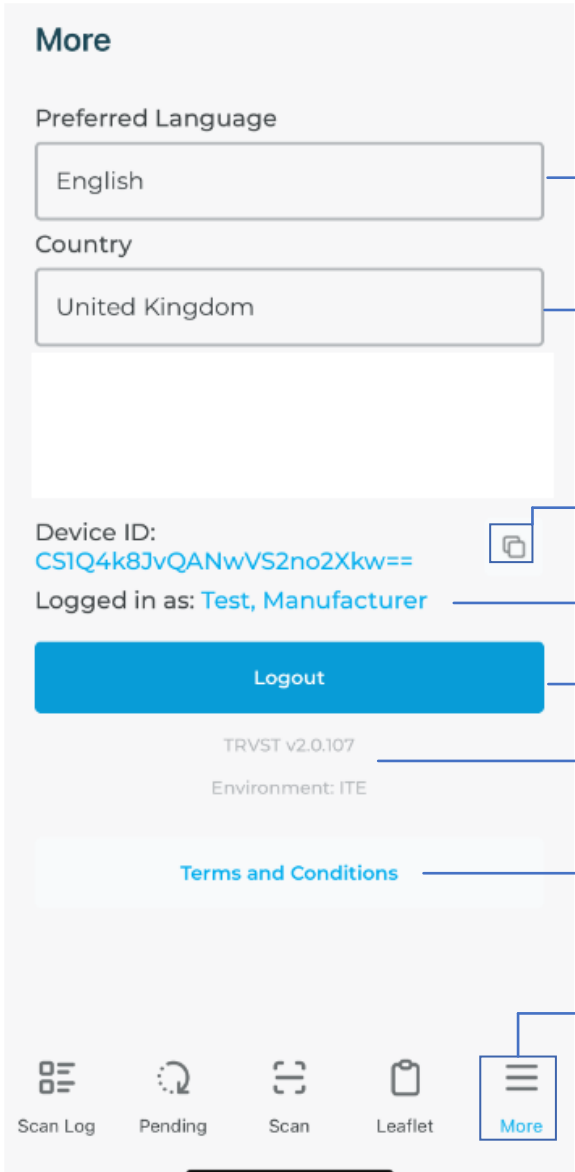 More
Preferred Language
English
Country
United Kingdom
Device ID:
CS1Q4k8JvQANwVS2no2Xkw==
Logged in as: Test, Manufacturer
Logout
TRVST v2.0.107
Environment: ITE
Terms and Conditions
Scan Log Pending Scan Leaflet More